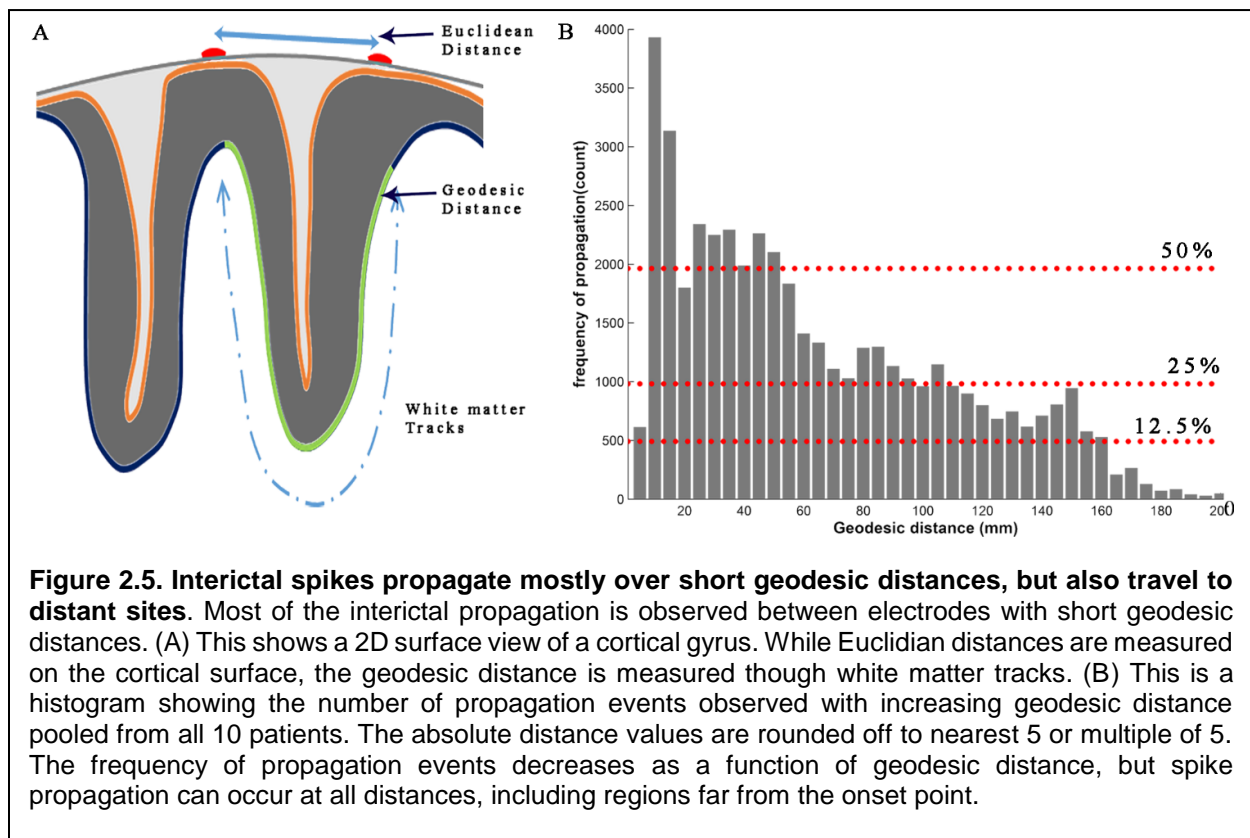 A
Euclidean
Distance
Geodesic
Distance
White matter
Tracks
B
frequency of propagation(count)
4000
3500
3000
2500
2000
1500
1000
500
0
50%
25%
12.5%
20 40 60 80 100 120 140 160 180 200
Geodesic distance (mm)
Figure 2.5. Interictal spikes propagate mostly over short geodesic distances, but also travel to
distant sites. Most of the interictal propagation is observed between electrodes with short geodesic
distances. (A) This shows a 2D surface view of a cortical gyrus. While Euclidian distances are measured
on the cortical surface, the geodesic distance is measured though white matter tracks. (B) This is a
histogram showing the number of propagation events observed with increasing geodesic distance
pooled from all 10 patients. The absolute distance values are rounded off to nearest 5 or multiple of 5.
The frequency of propagation events decreases as a function of geodesic distance, but spike
propagation can occur at all distances, including regions far from the onset point.